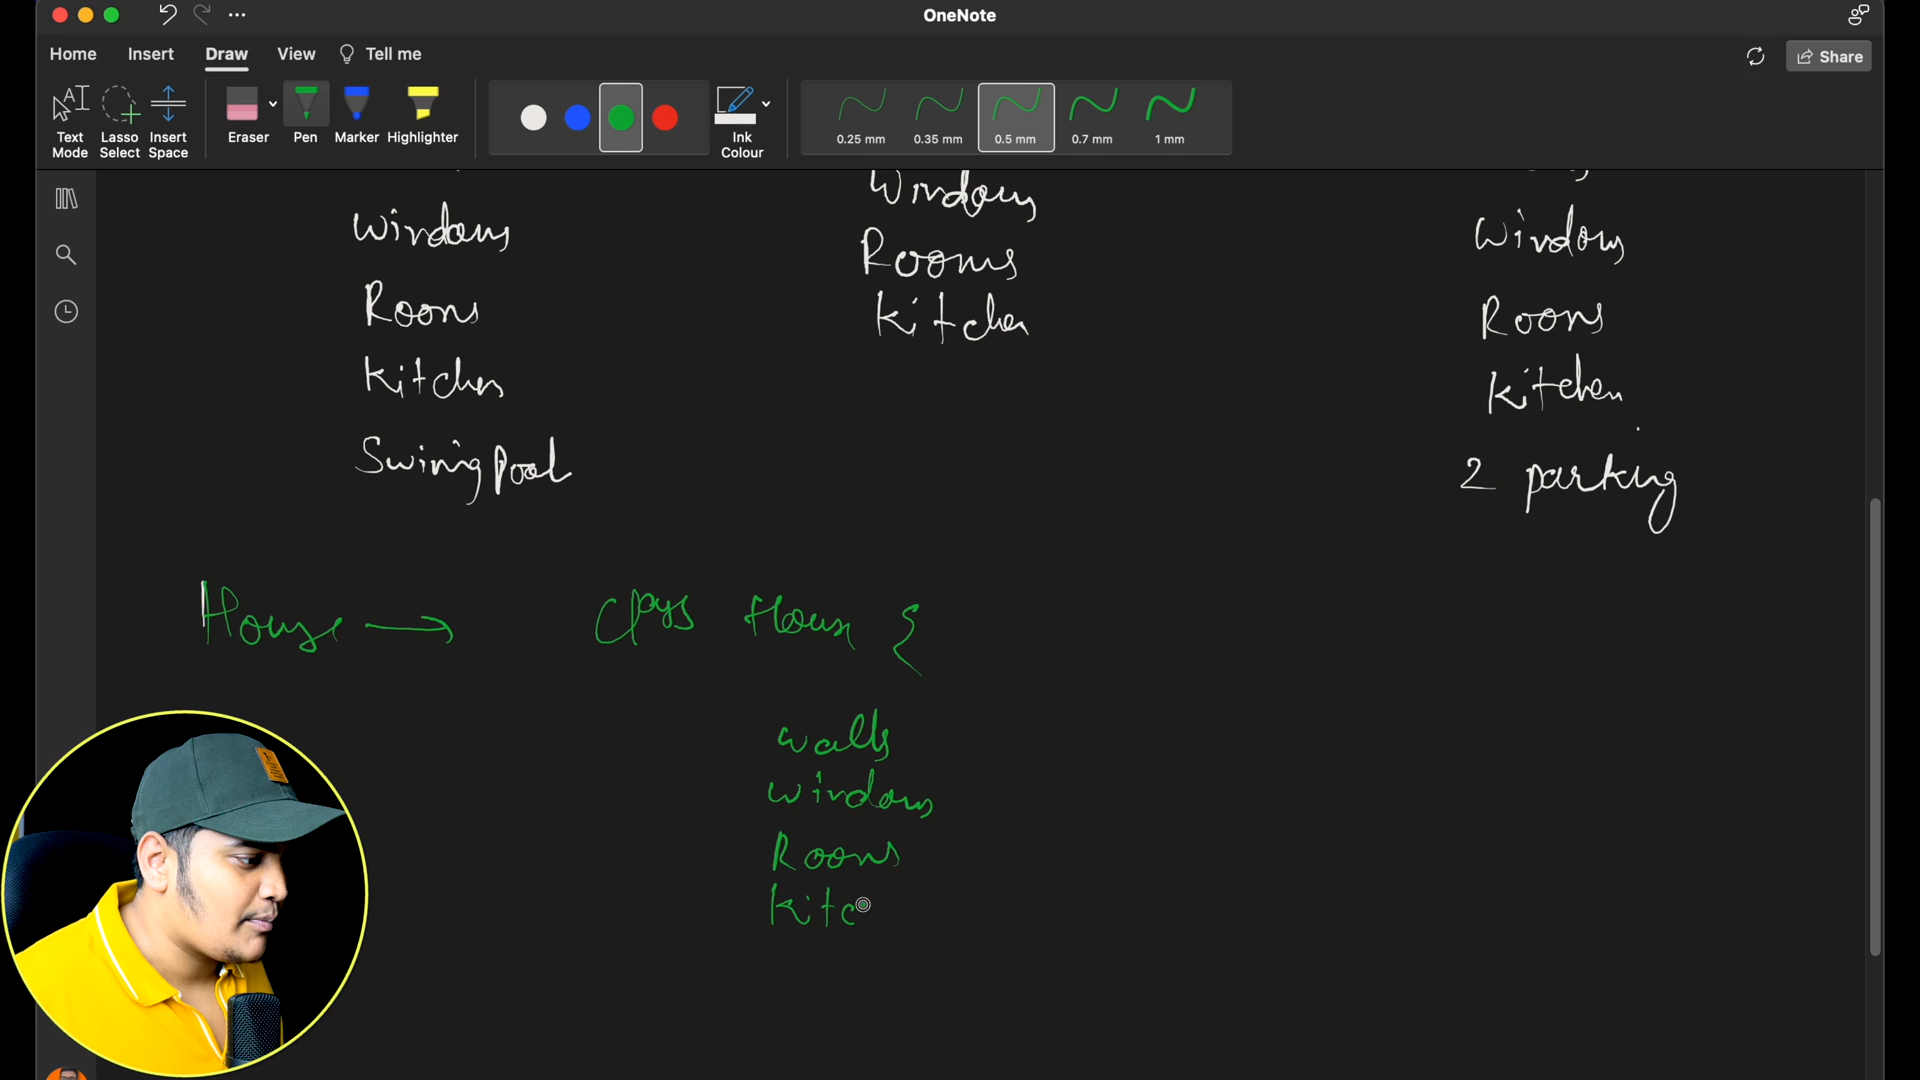 OneNote
Home Insert Draw View Tell me
Share
Text Mode
Lasso Select
Insert Space
Eraser
Pen
Marker
Highlighter
Ink Colour
0.25 mm
0.35 mm
0.5 mm
0.7 mm
1 mm
Windows
Rooms
Kitchen
Swimig Pool
Windows
Rooms
Kitchen
Windows
Rooms
Kitchen
2 parking
House → Class House {
walls
windows
Rooms
Kitc